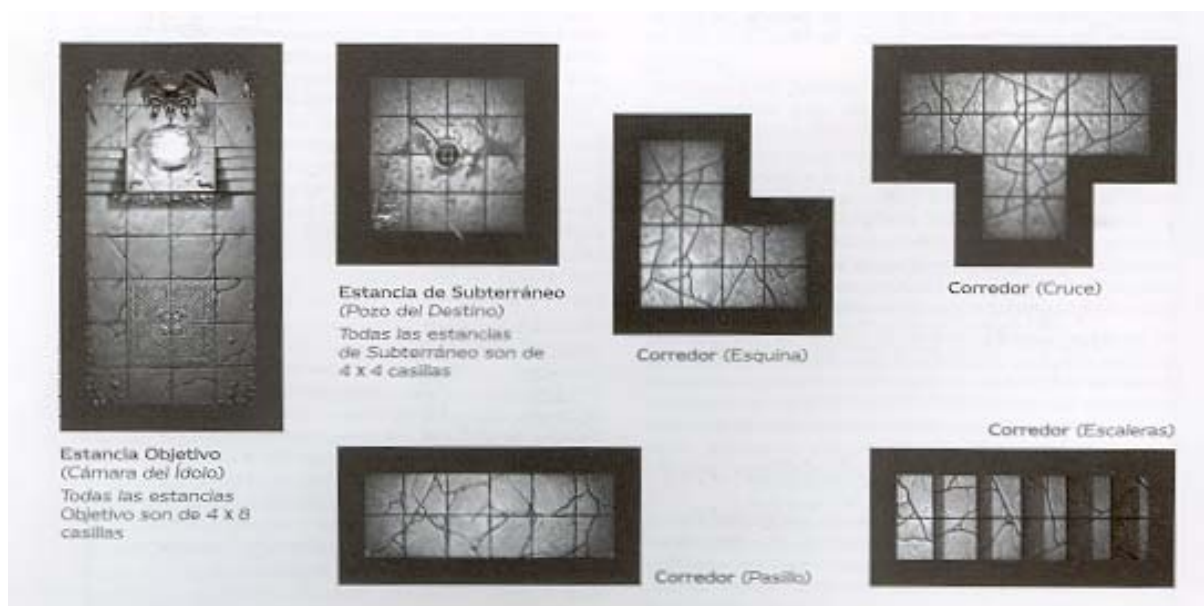 Estancia Objetivo
(Cámara del Ídolo)
Todas las estancias
Objetivo son de 4 x 8
casillas
Estancia de Subterráneo
(Pozo del Destino)
Todas las estancias
de Subterráneo son de
4 x 4 casillas
Corredor (Esquina)
Corredor (Cruce)
Corredor (Pasillo)
Corredor (Escaleras)